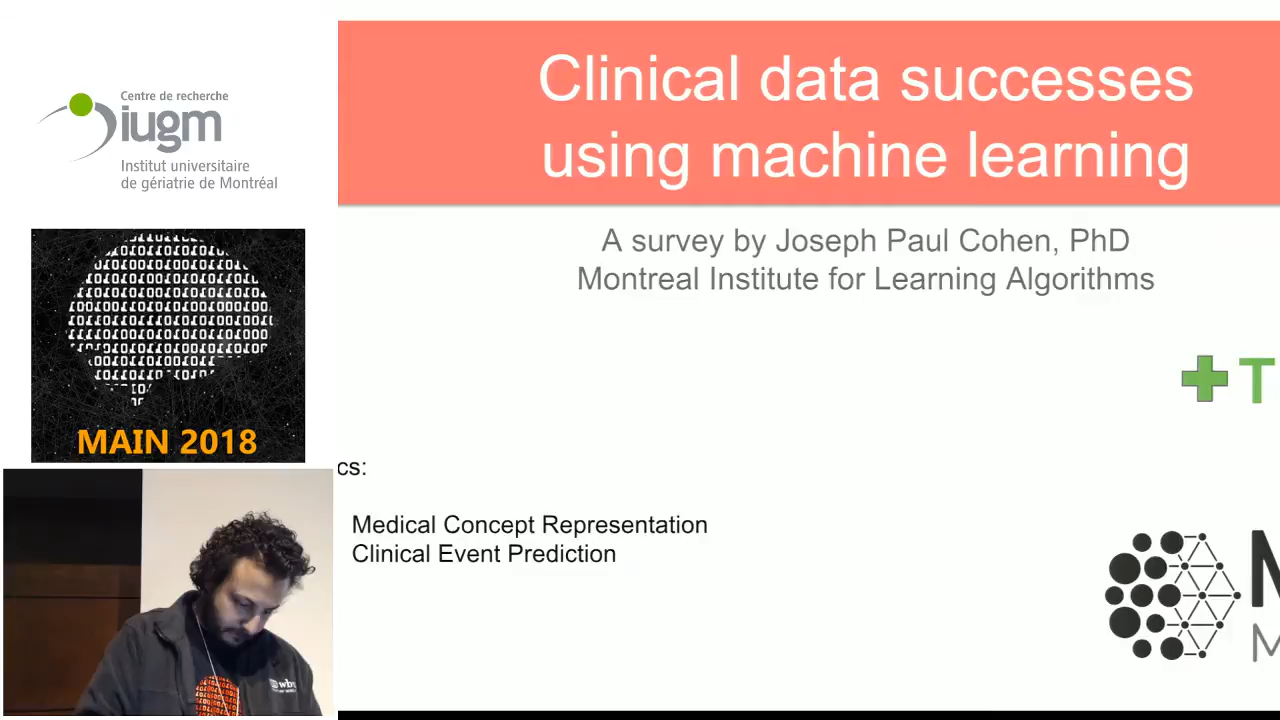 Centre de recherche
iugm
Institut universitaire
de gériatrie de Montréal
MAIN 2018
Clinical data successes
using machine learning
A survey by Joseph Paul Cohen, PhD
Montreal Institute for Learning Algorithms
T
cs:
Medical Concept Representation
Clinical Event Prediction
M
M